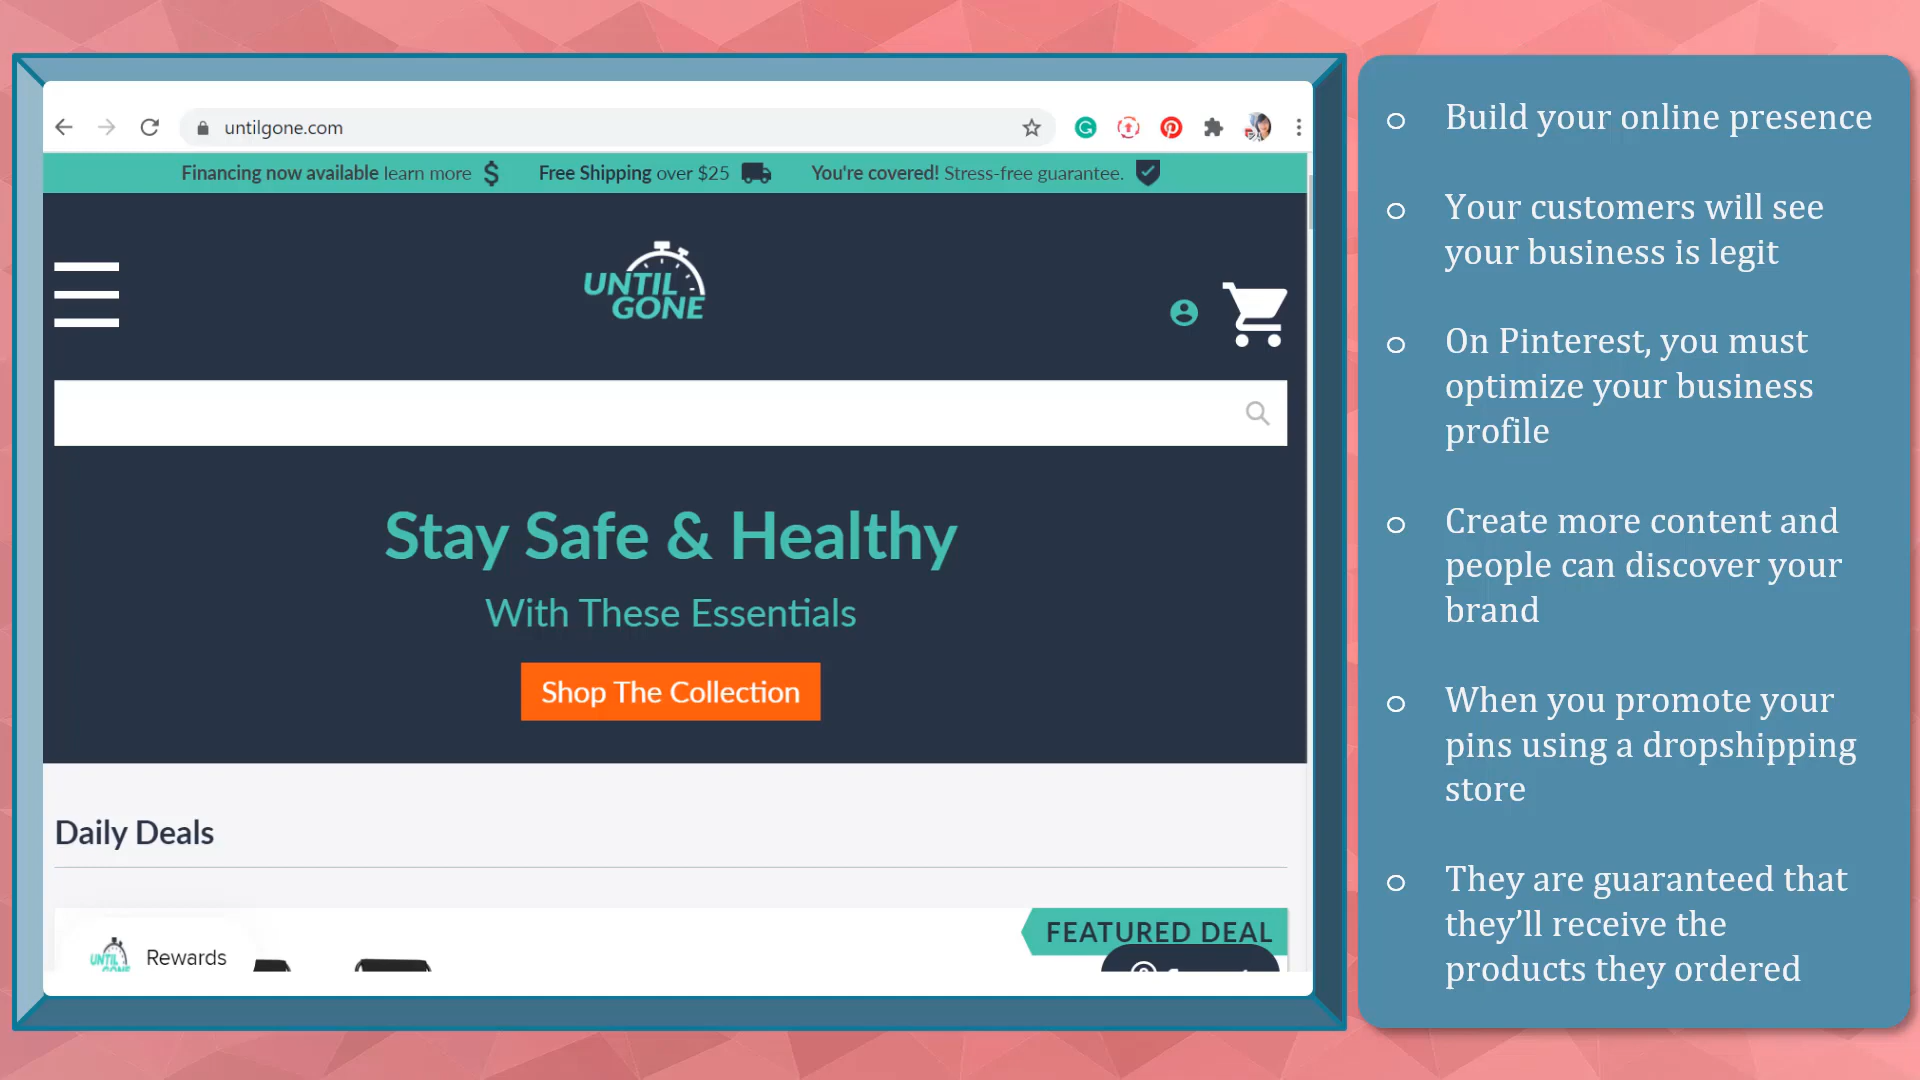 untilgone.com
Financing now available learn more
Free Shipping over $25
You're covered! Stress-free guarantee.
UNTIL
GONE
Stay Safe & Healthy
With These Essentials
Shop The Collection
Daily Deals
FEATURED DEAL
UNTIL
GONE
Rewards
Build your online presence
Your customers will see
your business is legit
On Pinterest, you must
optimize your business
profile
Create more content and
people can discover your
brand
When you promote your
pins using a dropshipping
store
They are guaranteed that
they’ll receive the
products they ordered